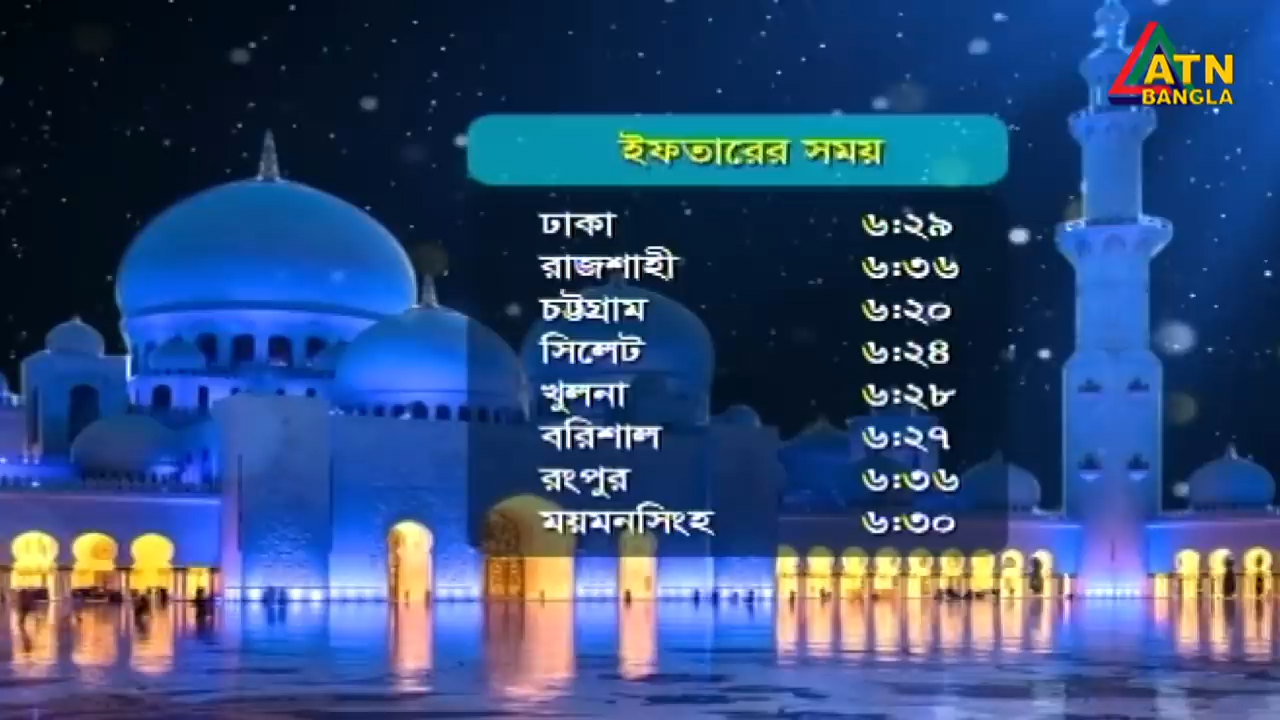 ATN
BANGLA
ইফতারের সময়
ঢাকা ৬:২৯
রাজশাহী ৬:৩৬
চট্টগ্রাম ৬:২০
সিলেট ৬:২৪
খুলনা ৬:২৮
বরিশাল ৬:২৭
রংপুর ৬:৩৬
ময়মনসিংহ ৬:৩০